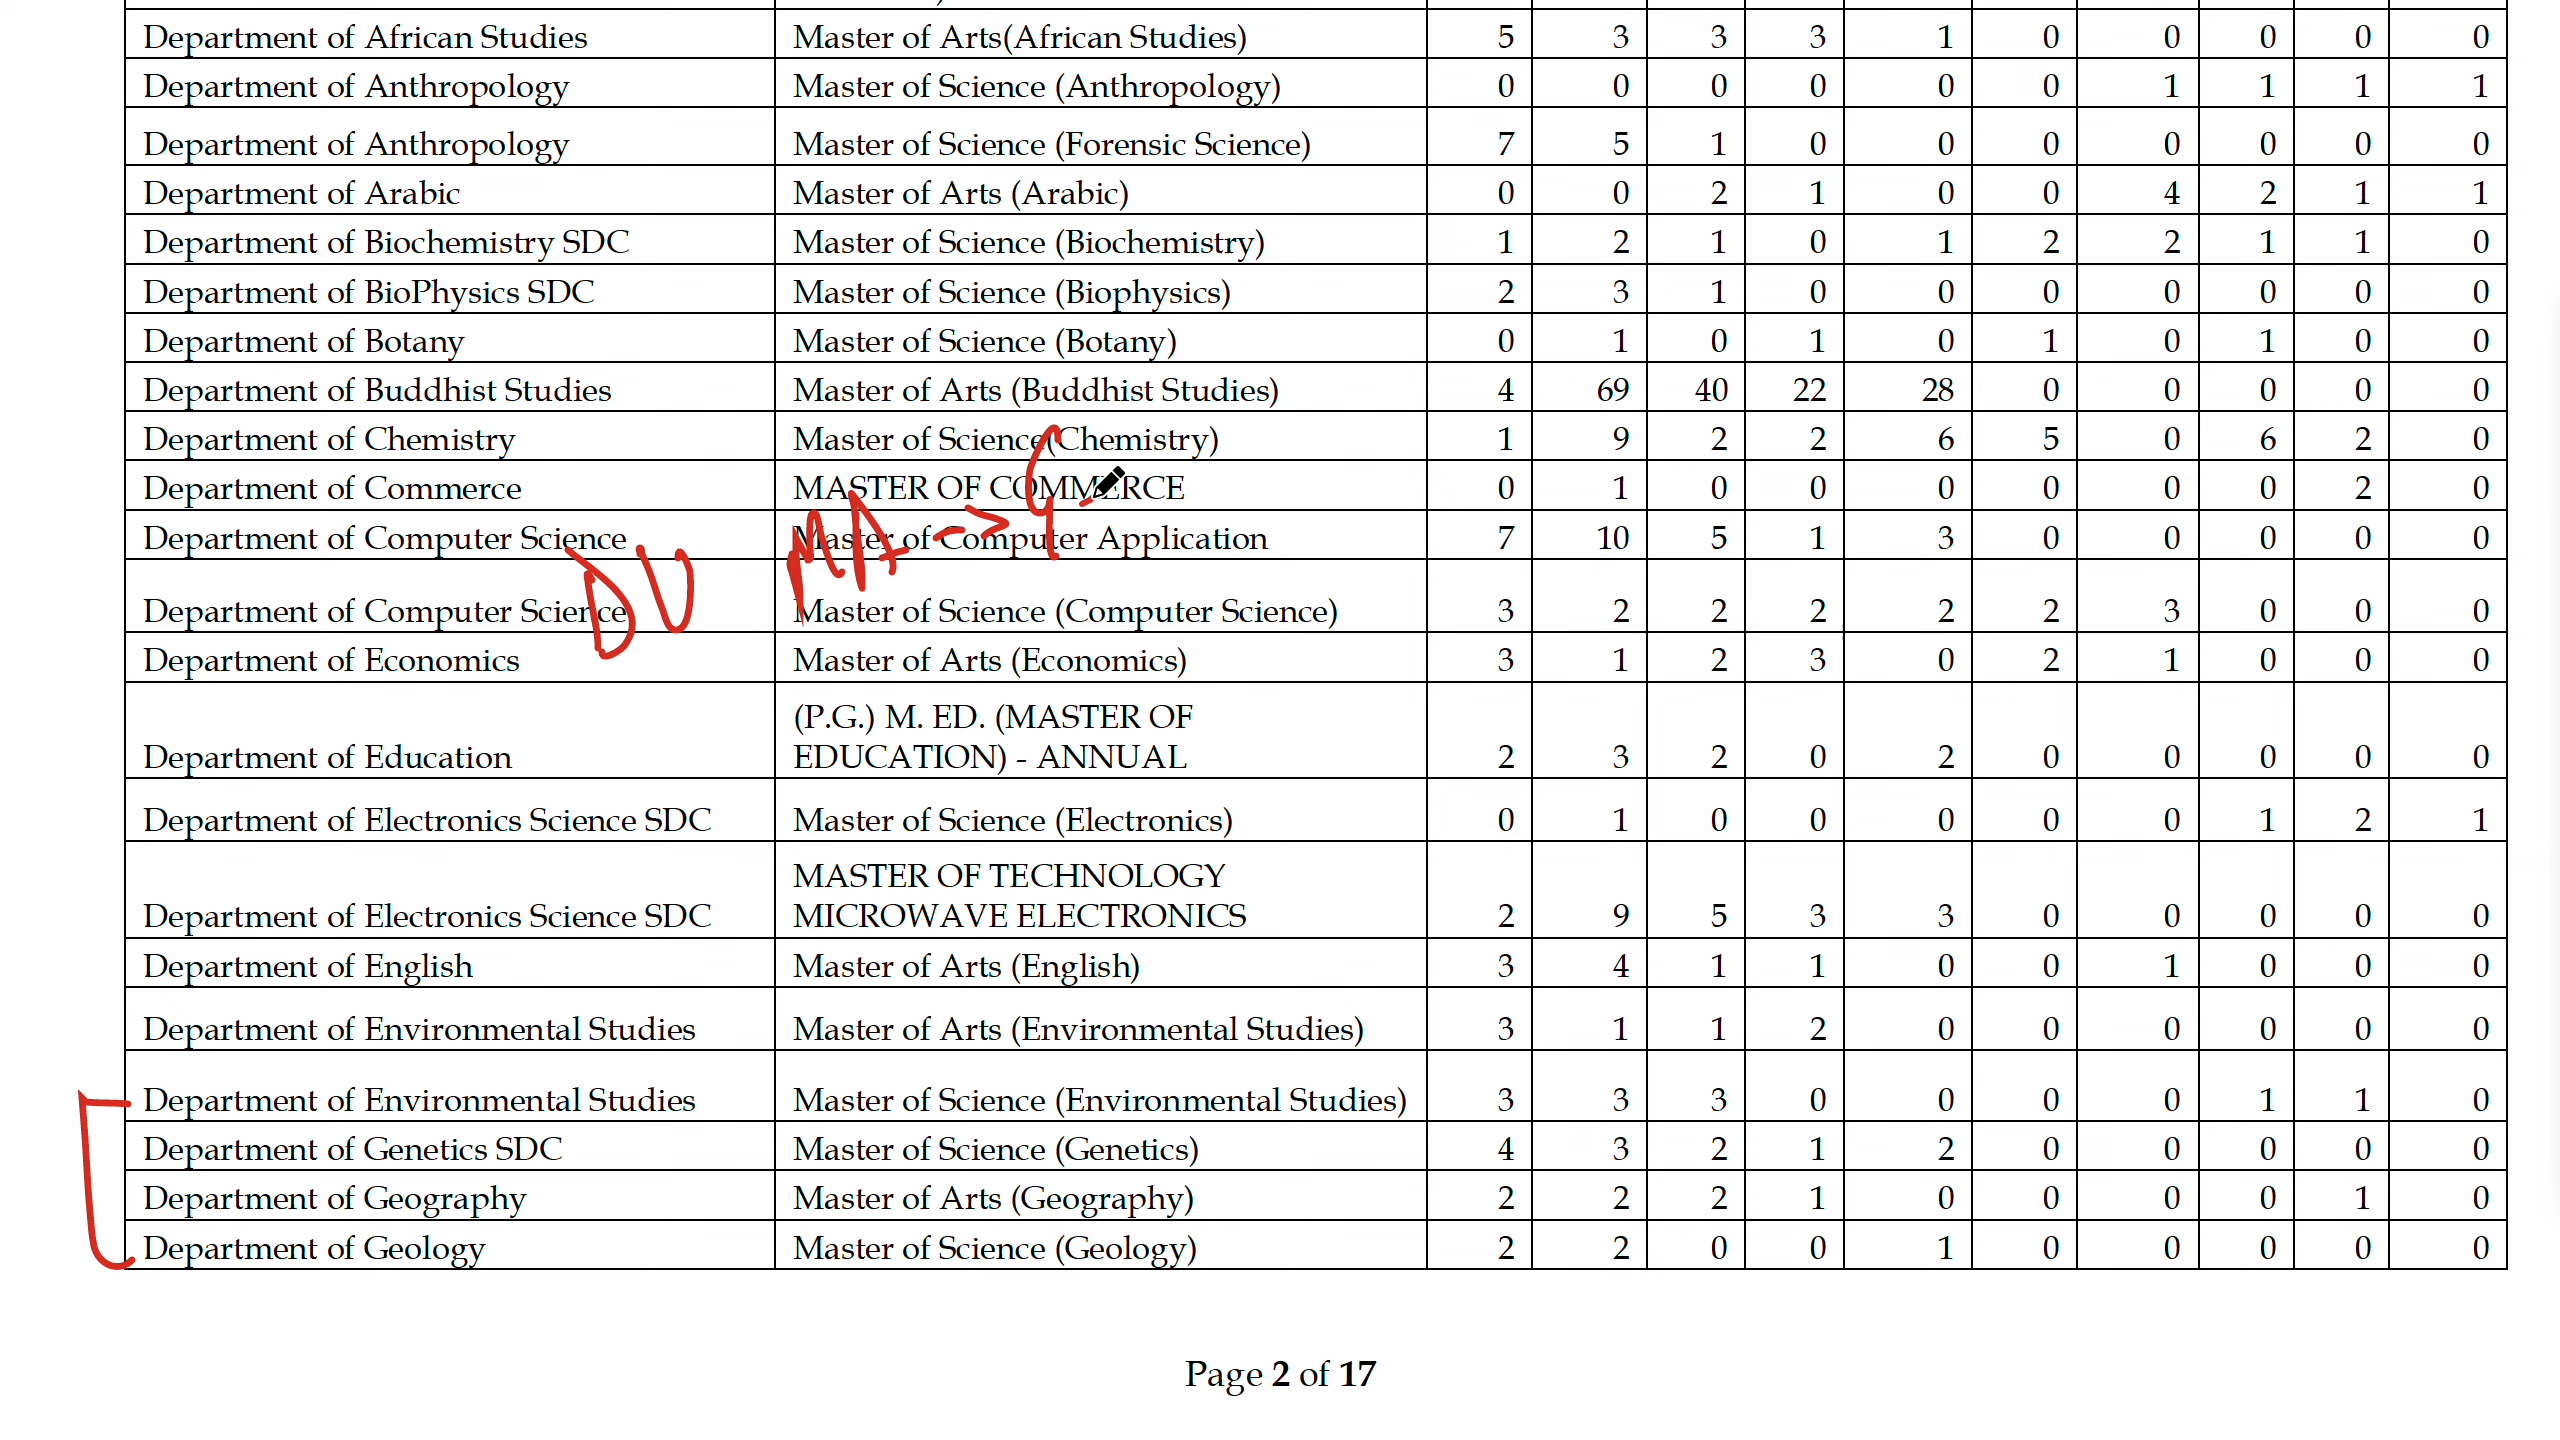 Department of African Studies Master of Arts(African Studies) 5 3 3 3 1 0 0 0 0 0
Department of Anthropology Master of Science (Anthropology) 0 0 0 0 0 0 1 1 1 1
Department of Anthropology Master of Science (Forensic Science) 7 5 1 0 0 0 0 0 0 0
Department of Arabic Master of Arts (Arabic) 0 0 2 1 0 0 4 2 1 1
Department of Biochemistry SDC Master of Science (Biochemistry) 1 2 1 0 1 2 2 1 1 0
Department of BioPhysics SDC Master of Science (Biophysics) 2 3 1 0 0 0 0 0 0 0
Department of Botany Master of Science (Botany) 0 1 0 1 0 1 0 1 0 0
Department of Buddhist Studies Master of Arts (Buddhist Studies) 4 69 40 22 28 0 0 0 0 0
Department of Chemistry Master of Science(Chemistry) 1 9 2 2 6 5 0 6 2 0
Department of Commerce MASTER OF COMMERCE 0 1 0 0 0 0 0 0 2 0
Department of Computer Science Master of Computer Application 7 10 5 1 3 0 0 0 0 0
DU MA ->
Department of Computer Science Master of Science (Computer Science) 3 2 2 2 2 2 3 0 0 0
Department of Economics Master of Arts (Economics) 3 1 2 3 0 2 1 0 0 0
(P.G.) M. ED. (MASTER OF
Department of Education EDUCATION) - ANNUAL 2 3 2 0 2 0 0 0 0 0
Department of Electronics Science SDC Master of Science (Electronics) 0 1 0 0 0 0 0 1 2 1
MASTER OF TECHNOLOGY
Department of Electronics Science SDC MICROWAVE ELECTRONICS 2 9 5 3 3 0 0 0 0 0
Department of English Master of Arts (English) 3 4 1 1 0 0 1 0 0 0
Department of Environmental Studies Master of Arts (Environmental Studies) 3 1 1 2 0 0 0 0 0 0
Department of Environmental Studies Master of Science (Environmental Studies) 3 3 3 0 0 0 0 1 1 0
Department of Genetics SDC Master of Science (Genetics) 4 3 2 1 2 0 0 0 0 0
Department of Geography Master of Arts (Geography) 2 2 2 1 0 0 0 0 1 0
Department of Geology Master of Science (Geology) 2 2 0 0 1 0 0 0 0 0
Page 2 of 17